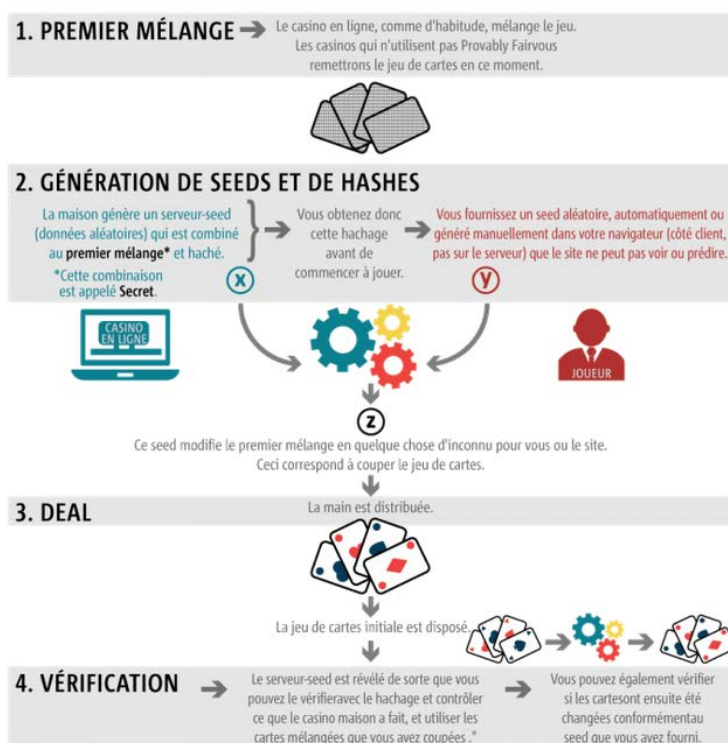 1. PREMIER MÉLANGE
Le casino en ligne, comme d'habitude, mélange le jeu.
Les casinos qui n'utilisent pas Provably Fairvous
remettrons le jeu de cartes en ce moment.
2. GÉNÉRATION DE SEEDS ET DE HASHES
La maison génère un serveur-seed
(données aléatoires) qui est combiné
au premier mélange* et haché.
*Cette combinaison
est appelé Secret.
x
Vous obtenez donc
cette hachage
avant de
commencer à jouer.
Vous fournissez un seed aléatoire, automatiquement ou
généré manuellement dans votre navigateur (côté client,
pas sur le serveur) que le site ne peut pas voir ou prédire.
y
CASINO
EN LIGNE
JOUEUR
z
Ce seed modifie le premier mélange en quelque chose d'inconnu pour vous ou le site.
Ceci correspond à couper le jeu de cartes.
3. DEAL
La main est distribuée.
La jeu de cartes initiale est disposé.
4. VÉRIFICATION
Le serveur-seed est révélé de sorte que vous
pouvez le vérifieravec le hachage et contrôler
ce que le casino maison a fait, et utiliser les
cartes mélangées que vous avez coupées ."
Vous pouvez également vérifier
si les cartesont ensuite été
changées conformémentau
seed que vous avez fourni.